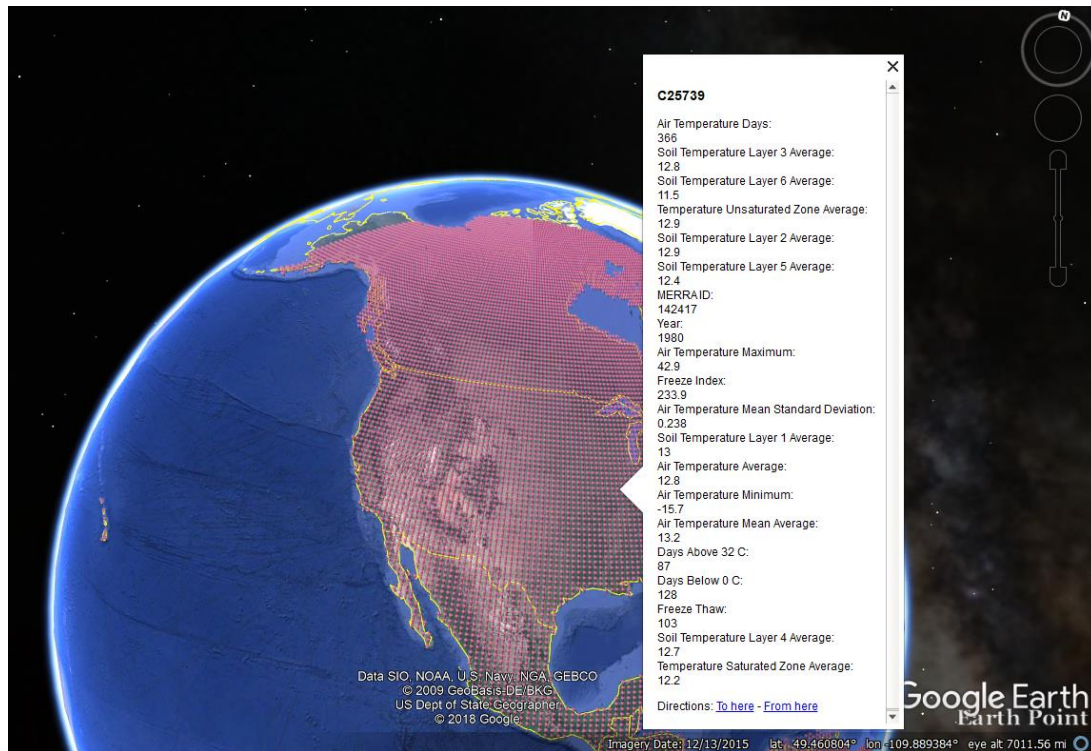 N
C25739
Air Temperature Days:
366
Soil Temperature Layer 3 Average:
12.8
Soil Temperature Layer 6 Average:
11.5
Temperature Unsaturated Zone Average:
12.9
Soil Temperature Layer 2 Average:
12.9
Soil Temperature Layer 5 Average:
12.4
MERRAID:
142417
Year:
1980
Air Temperature Maximum:
42.9
Freeze Index:
233.9
Air Temperature Mean Standard Deviation:
0.238
Soil Temperature Layer 1 Average:
13
Air Temperature Average:
12.8
Air Temperature Minimum:
-15.7
Air Temperature Mean Average:
13.2
Days Above 32 C:
87
Days Below 0 C:
128
Freeze Thaw:
103
Soil Temperature Layer 4 Average:
12.7
Temperature Saturated Zone Average:
12.2
Directions: To here - From here
Data SIO, NOAA, U.S. Navy, NGA, GEBCO
© 2009 GeoBasis-DE/BKG
US Dept of State Geographer
© 2018 Google
Google Earth
Earth Point
Imagery Date: 12/13/2015 lat 49.460804° lon -109.889384° eye alt 7011.56 mi